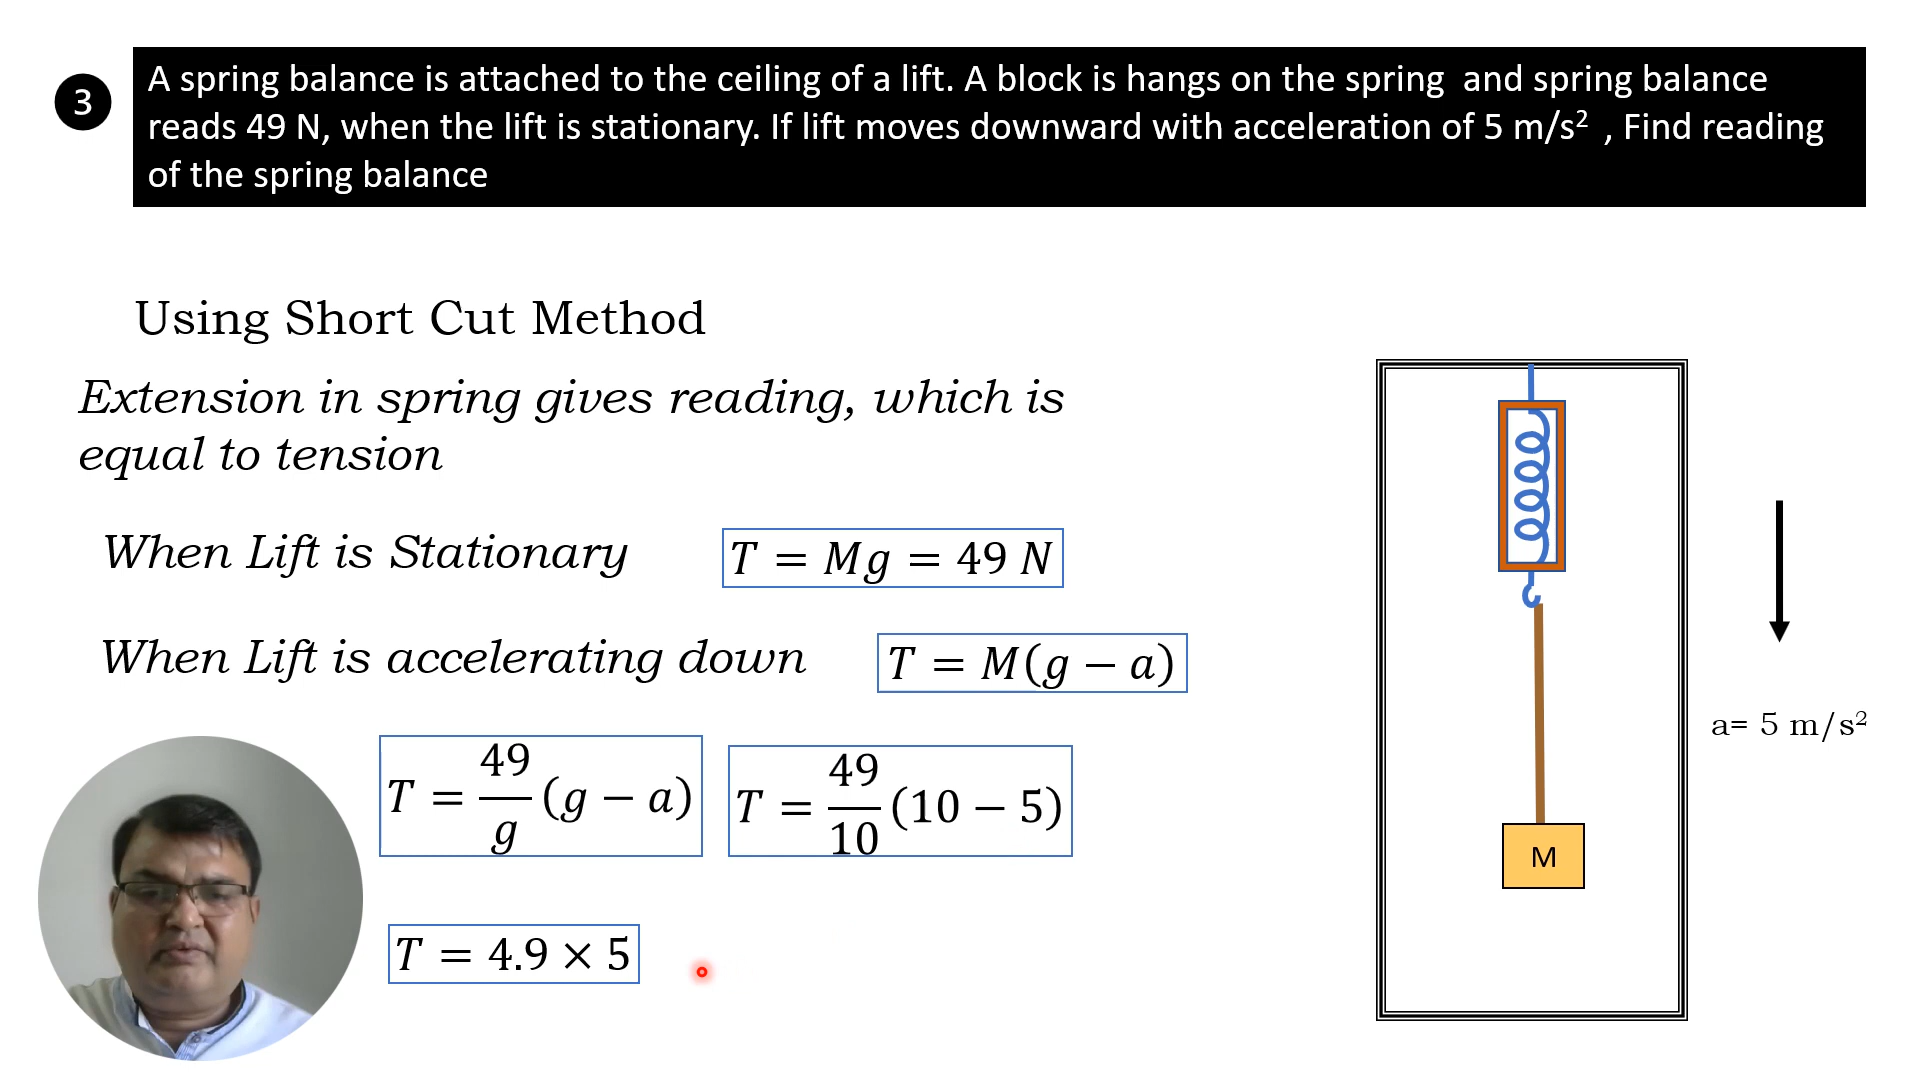 3
A spring balance is attached to the ceiling of a lift. A block is hangs on the spring and spring balance
reads 49 N, when the lift is stationary. If lift moves downward with acceleration of 5 m/s² , Find reading
of the spring balance
Using Short Cut Method
Extension in spring gives reading, which is
equal to tension
When Lift is Stationary T = Mg = 49 N
When Lift is accelerating down T = M(g − a)
T = 49/g (g − a) T = 49/10 (10 − 5)
T = 4.9 × 5
a= 5 m/s²
M